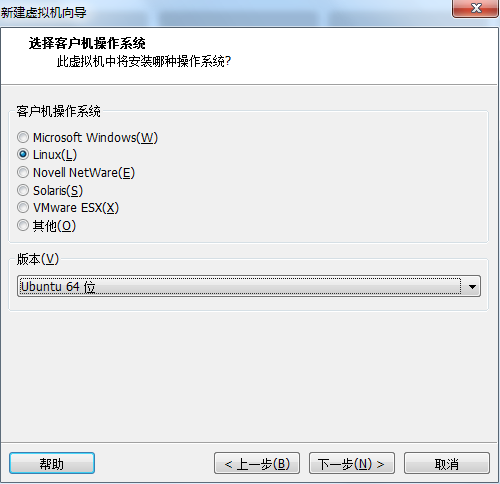 新建虚拟机向导
选择客户机操作系统
此虚拟机中将安装哪种操作系统?
客户机操作系统
Microsoft Windows(W)
Linux(L)
Novell NetWare(E)
Solaris(S)
VMware ESX(X)
其他(O)
版本(V)
Ubuntu 64 位
帮助
< 上一步(B)
下一步(N) >
取消